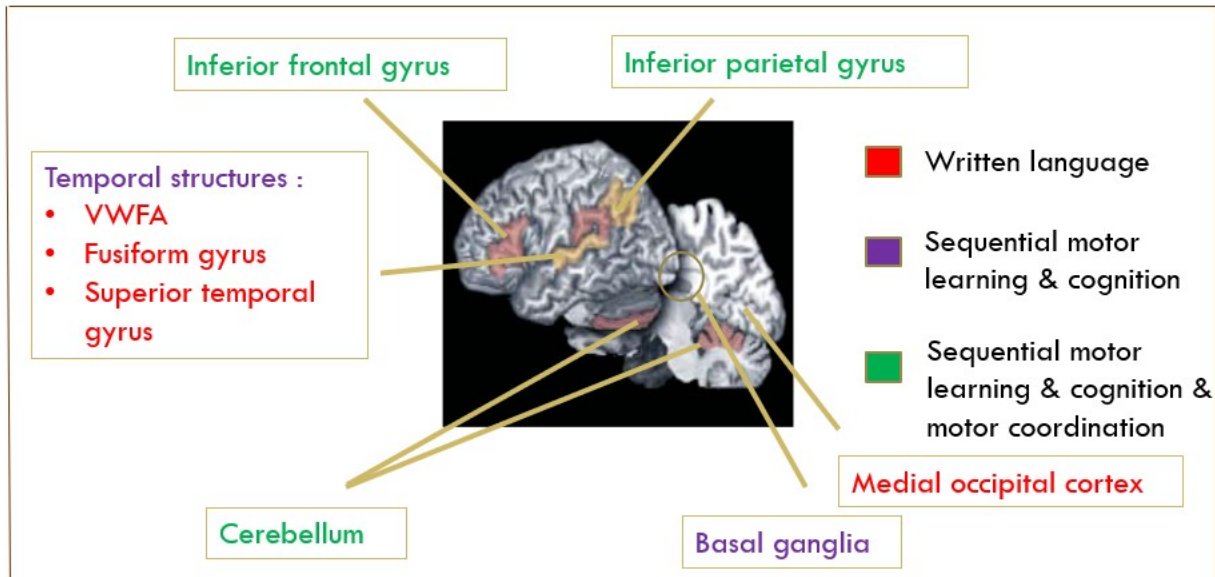 Inferior frontal gyrus
Inferior parietal gyrus
Temporal structures :
• VWFA
• Fusiform gyrus
• Superior temporal
gyrus
Written language
Sequential motor
learning & cognition
Sequential motor
learning & cognition &
motor coordination
Medial occipital cortex
Cerebellum
Basal ganglia